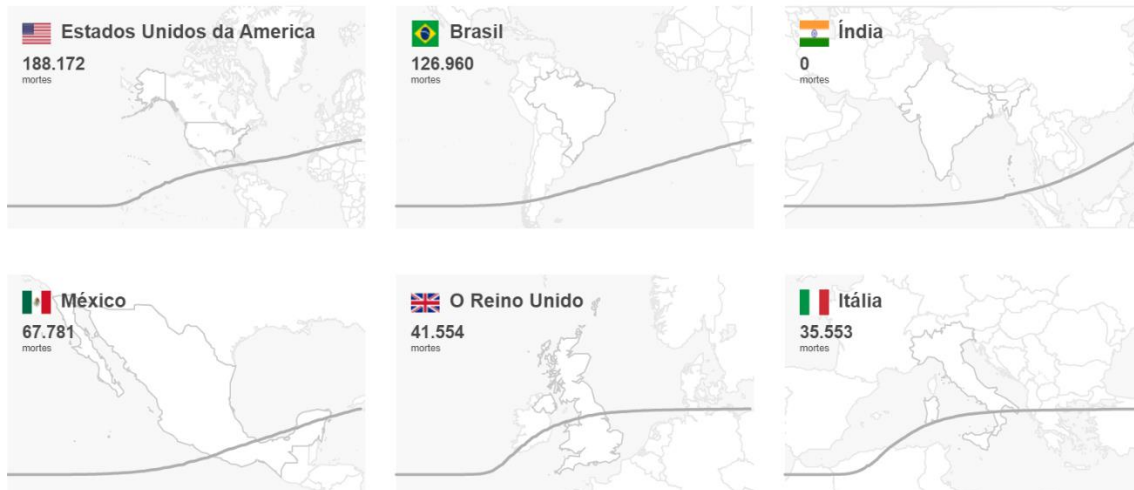 Estados Unidos da America
188.172
mortes
Brasil
126.960
mortes
Índia
0
mortes
México
67.781
mortes
O Reino Unido
41.554
mortes
Itália
35.553
mortes